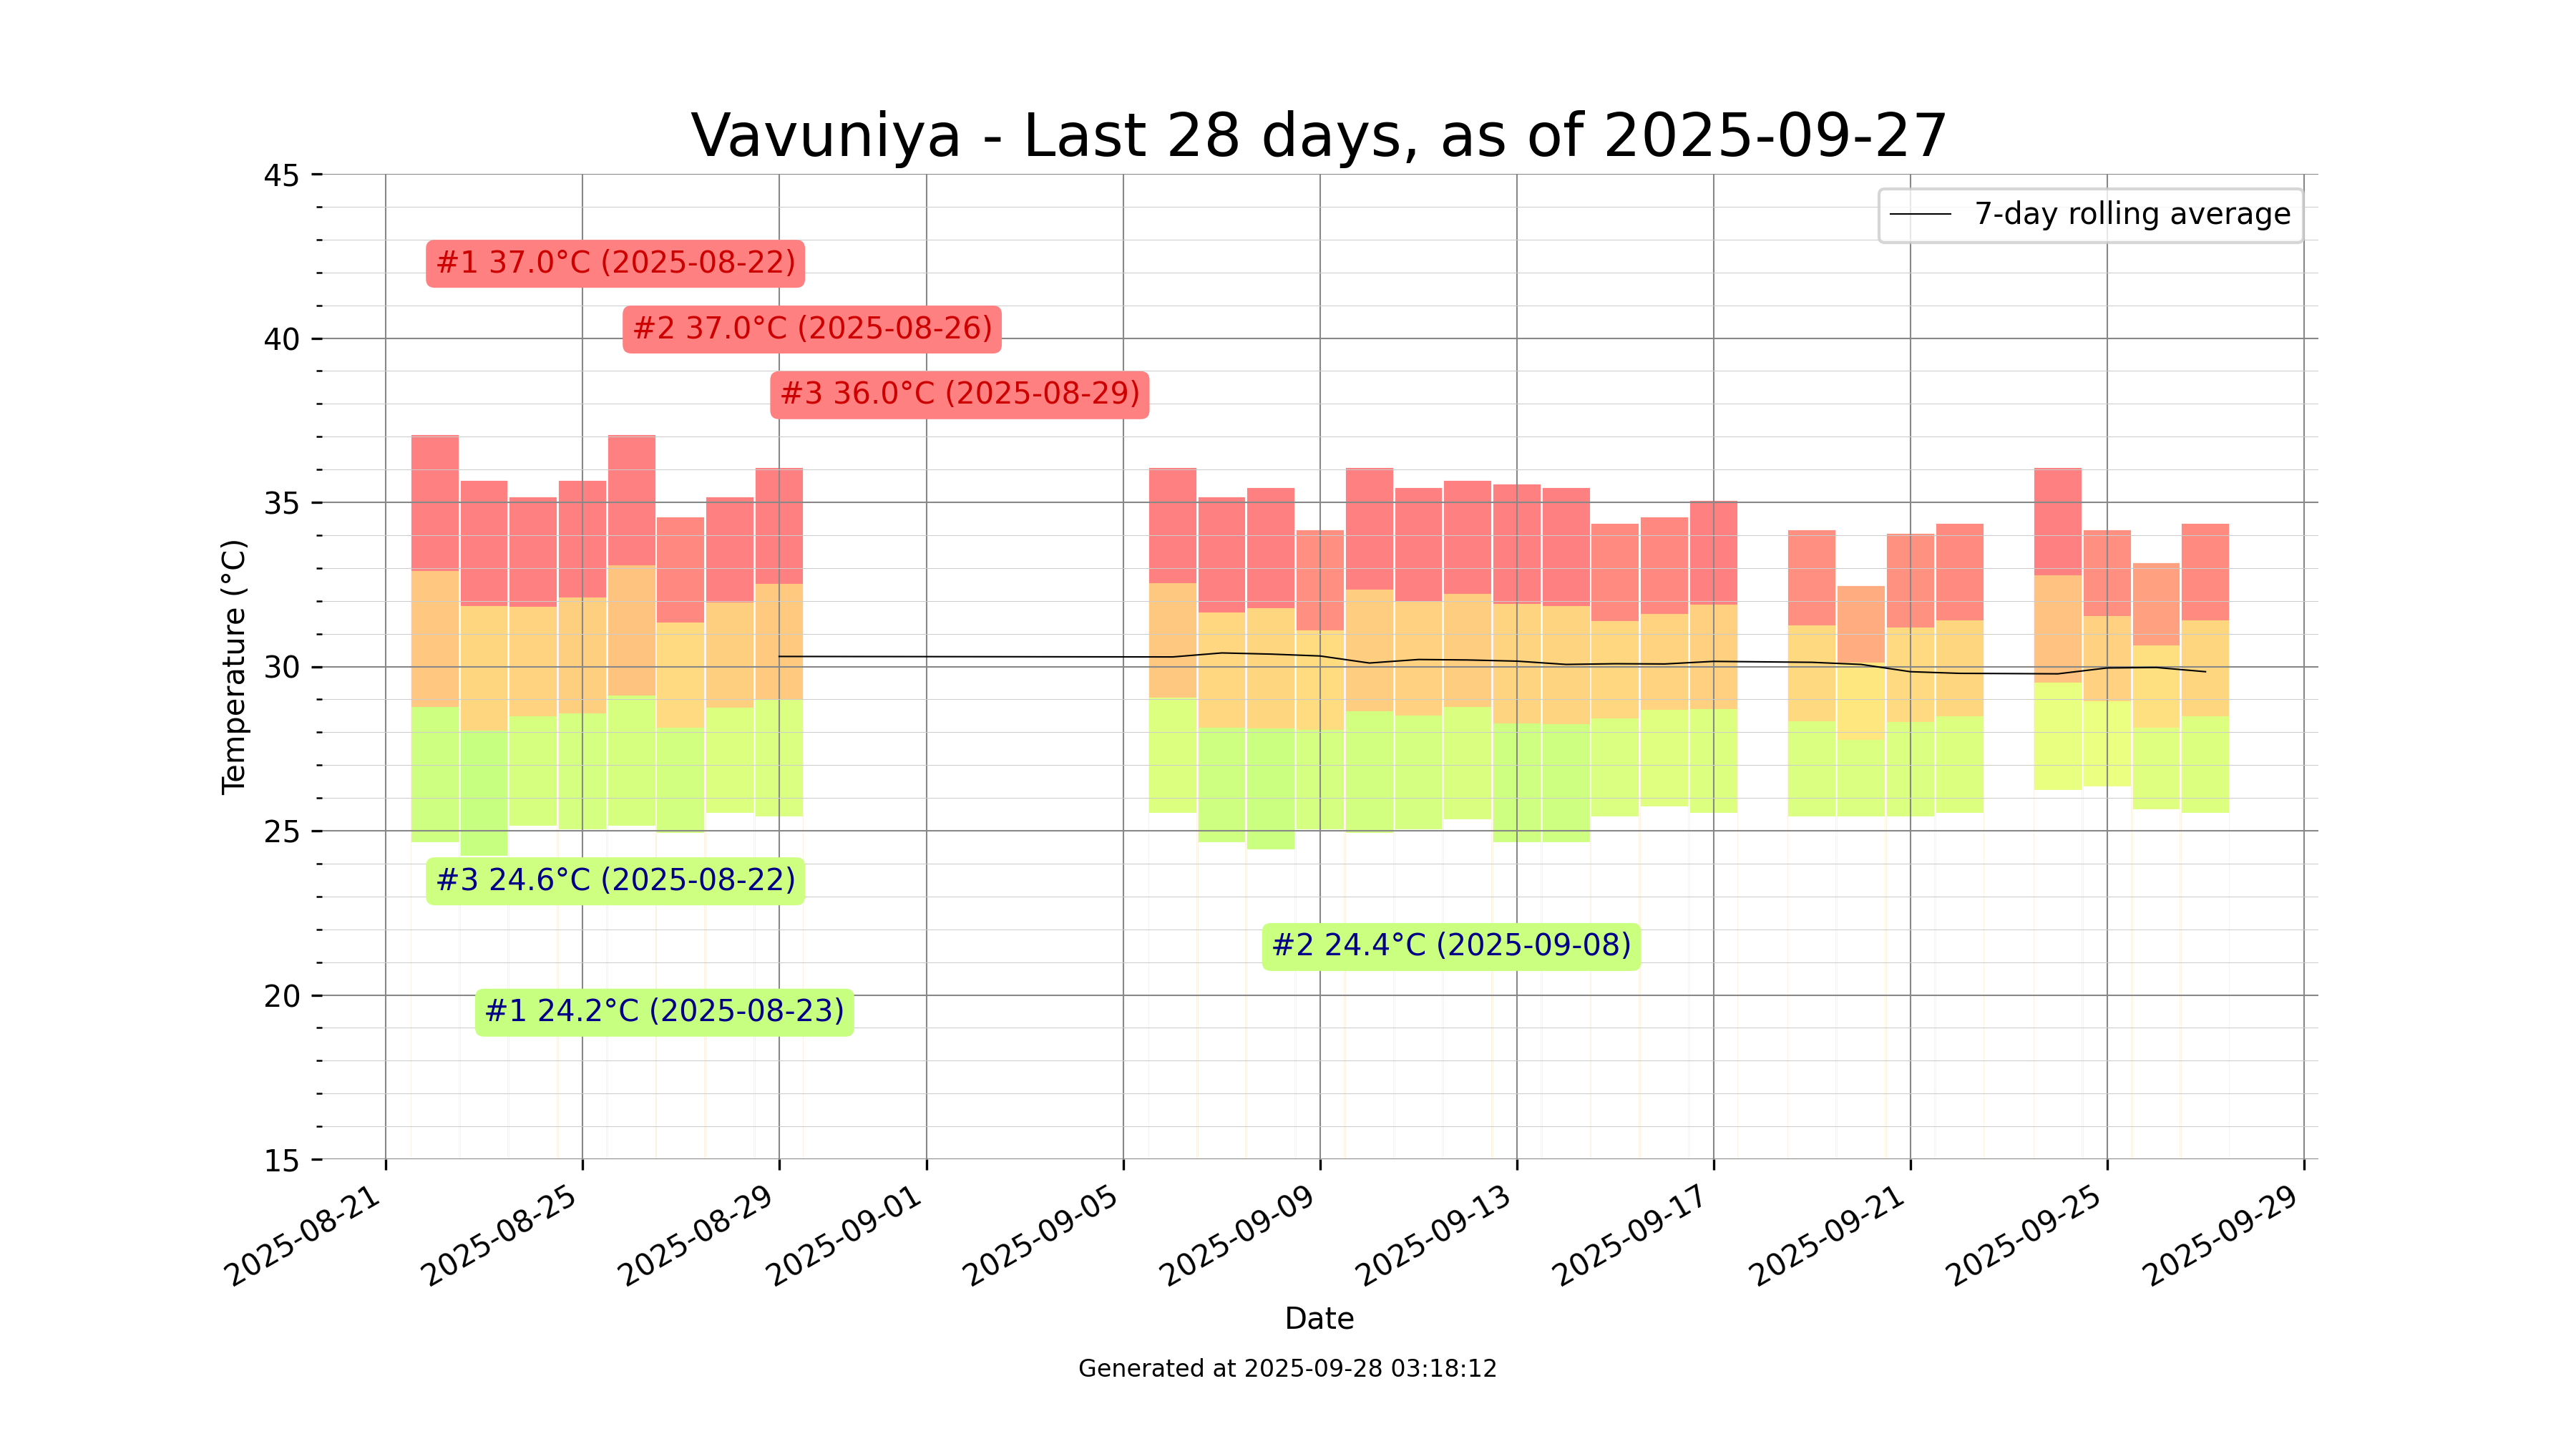 Vavuniya - Last 28 days, as of 2025-09-27
45
7-day rolling average
#1 37.0°C (2025-08-22)
#2 37.0°C (2025-08-26)
40
#3 36.0°C (2025-08-29)
35
Temperature (°C)
30
25
#3 24.6°C (2025-08-22)
#2 24.4°C (2025-09-08)
20
#1 24.2°C (2025-08-23)
15
2025-08-21
2025-08-25
2025-08-29
2025-09-01
2025-09-05
2025-09-09
2025-09-13
2025-09-17
2025-09-21
2025-09-25
2025-09-29
Date
Generated at 2025-09-28 03:18:12